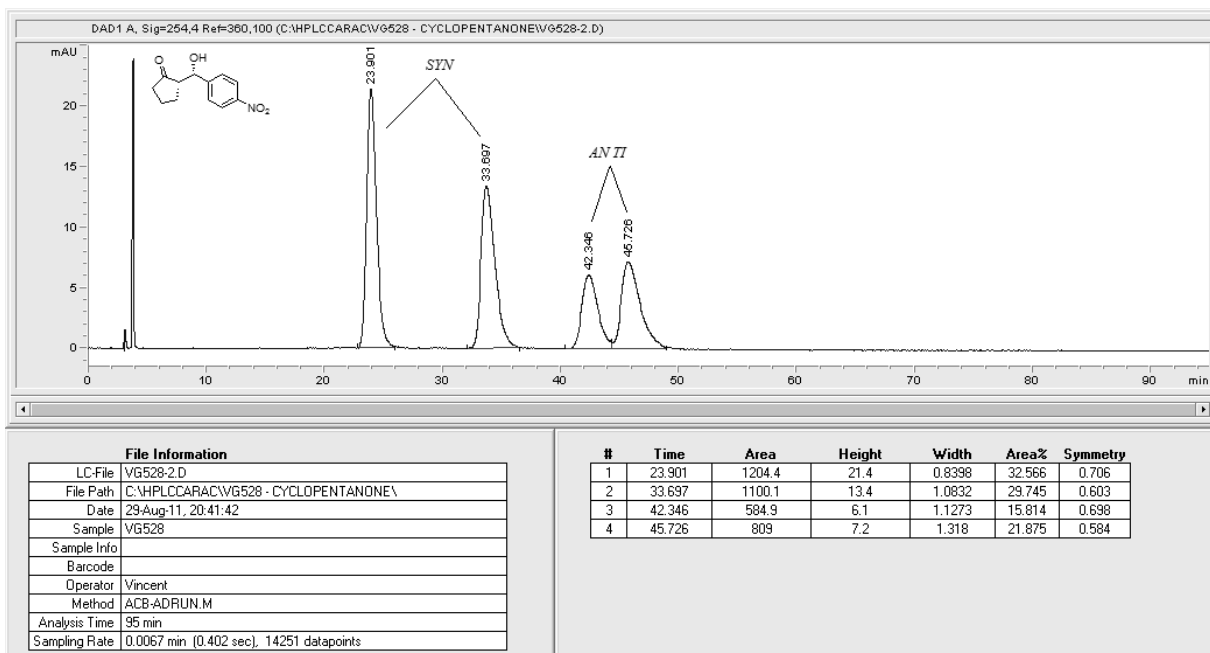 DAD1 A, Sig=254,4 Ref=360,100 (C:\HPLCCARAC\VG528 - CYCLOPENTANONE\VG528-2.D)
mAU
20
15
10
5
0
O
OH
NO2
23.901
SYN
33.697
AN TI
42.346
45.726
0 10 20 30 40 50 60 70 80 90 min
File Information
LC-File VG528-2.D
File Path C:\HPLCCARAC\VG528 - CYCLOPENTANONE\
Date 29-Aug-11, 20:41:42
Sample VG528
Sample Info
Barcode
Operator Vincent
Method ACB-ADRUN.M
Analysis Time 95 min
Sampling Rate 0.0067 min (0.402 sec), 14251 datapoints
# Time Area Height Width Area% Symmetry
1 23.901 1204.4 21.4 0.8398 32.566 0.706
2 33.697 1100.1 13.4 1.0832 29.745 0.603
3 42.346 584.9 6.1 1.1273 15.814 0.698
4 45.726 809 7.2 1.318 21.875 0.584